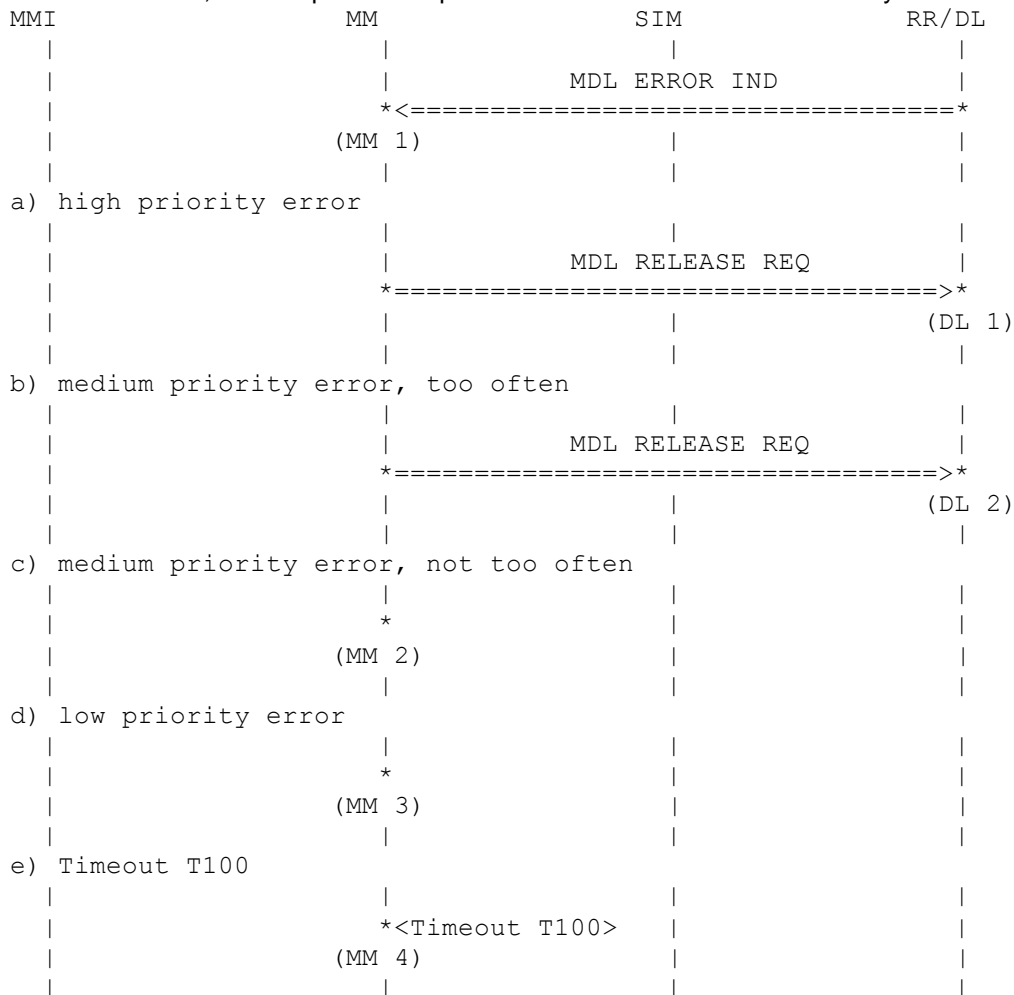 MMI MM SIM RR/DL
| | | |
| | MDL ERROR IND |
| *<==================================*
| (MM 1) | |
| | | |
a) high priority error
| | | |
| | MDL RELEASE REQ |
| *==================================>*
| | | (DL 1)
| | | |
b) medium priority error, too often
| | | |
| | MDL RELEASE REQ |
| *==================================>*
| | | (DL 2)
| | | |
c) medium priority error, not too often
| | | |
| * | |
| (MM 2) | |
| | | |
d) low priority error
| | | |
| * | |
| (MM 3) | |
| | | |
e) Timeout T100
| | | |
| *<Timeout T100> | |
| (MM 4) | |
| | | |